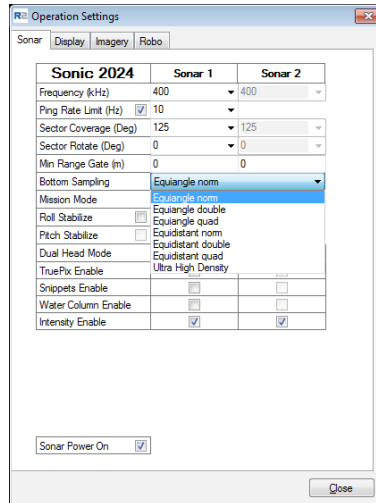 R2 Operation Settings
Sonar Display Imagery Robo
Sonic 2024 Sonar 1 Sonar 2
Frequency (kHz) 400 400
Ping Rate Limit (Hz) 10
Sector Coverage (Deg) 125 125
Sector Rotate (Deg) 0 0
Min Range Gate (m) 0 0
Bottom Sampling Equiangle norm
Mission Mode Equiangle norm
Equiangle double
Roll Stabilize Equiangle quad
Equidistant norm
Pitch Stabilize Equidistant double
Dual Head Mode Equidistant quad
Ultra High Density
TruePix Enable
Snippets Enable
Water Column Enable
Intensity Enable
Sonar Power On
Close